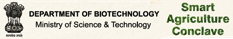 DEPARTMENT OF BIOTECHNOLOGY
Ministry of Science & Technology
Smart
Agriculture
Conclave